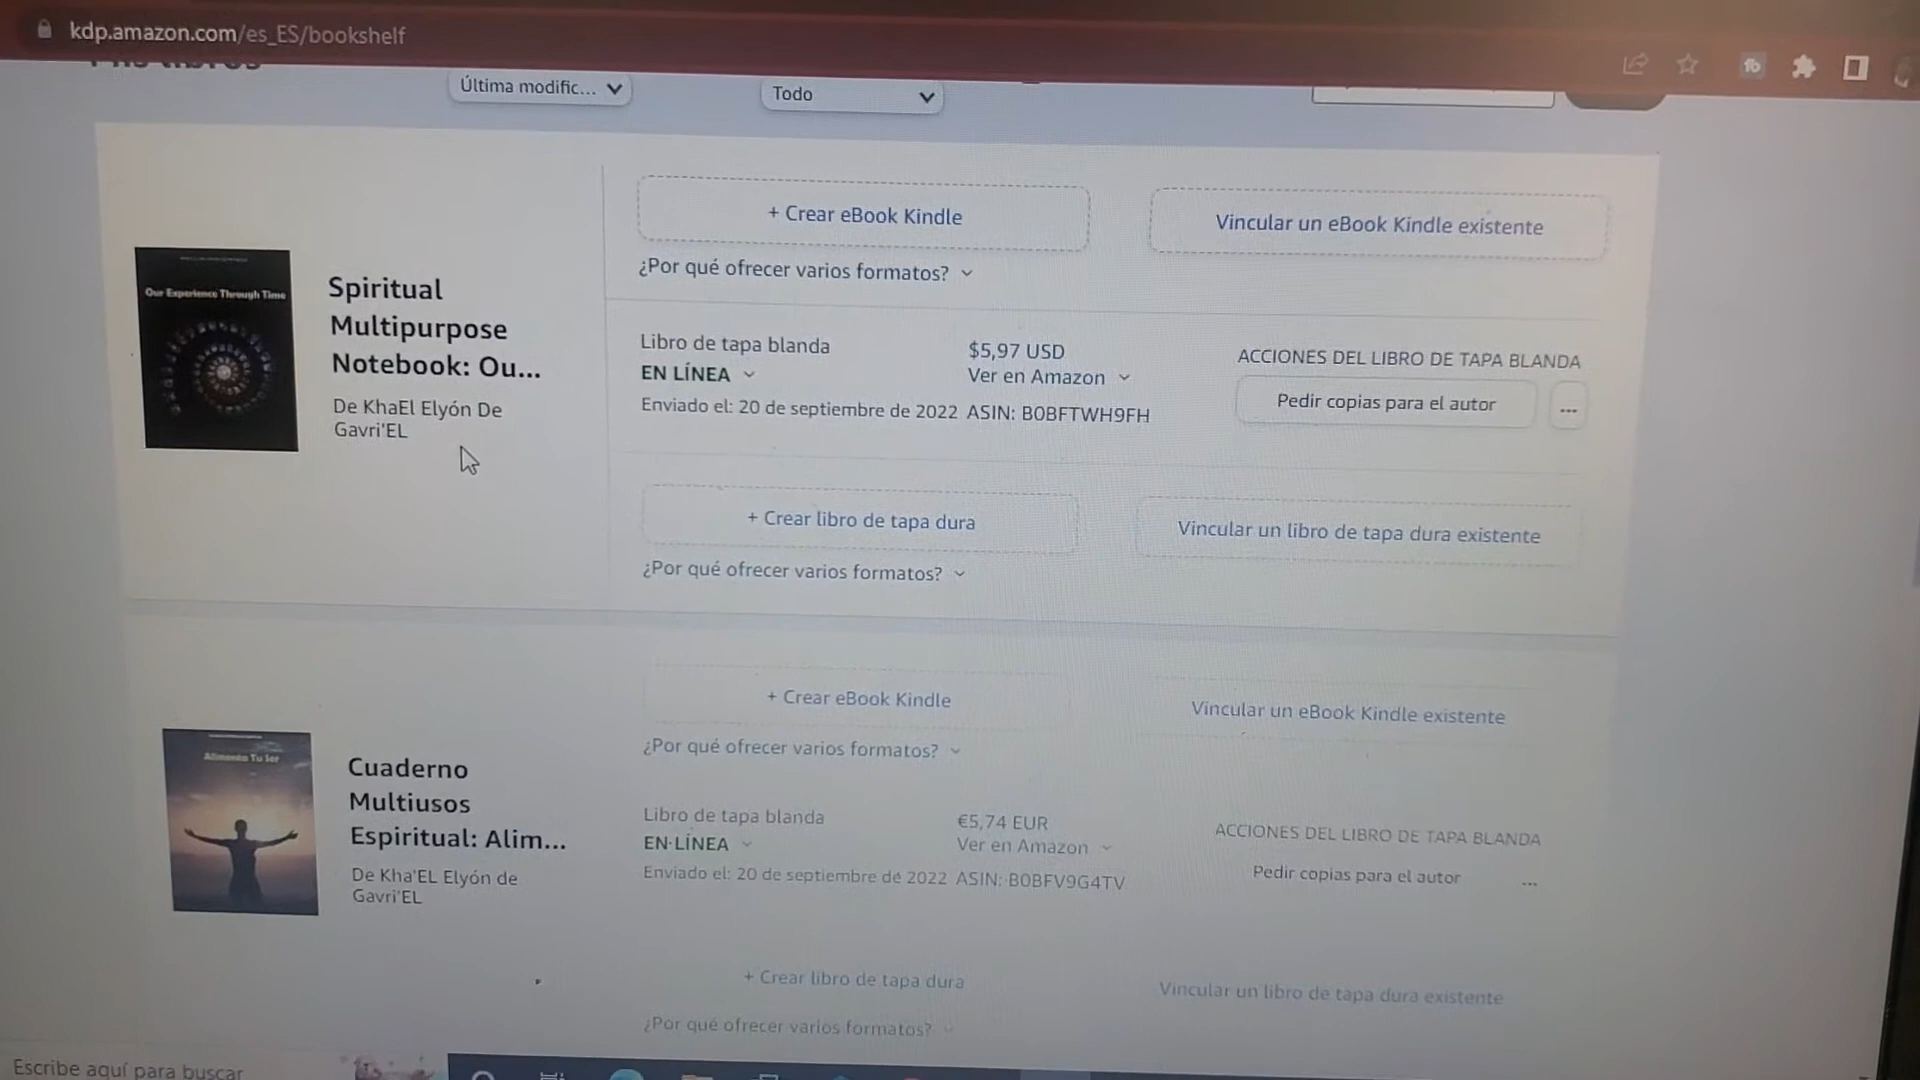 kdp.amazon.com/es_ES/bookshelf
Última modific...
Todo
+ Crear eBook Kindle
Vincular un eBook Kindle existente
¿Por qué ofrecer varios formatos?
Our Experience Through Time
Spiritual
Multipurpose
Notebook: Ou...
De KhaEl Elyón De
Gavri'EL
Libro de tapa blanda
EN LÍNEA
Enviado el: 20 de septiembre de 2022
$5,97 USD
Ver en Amazon
ASIN: B0BFTWH9FH
ACCIONES DEL LIBRO DE TAPA BLANDA
Pedir copias para el autor
...
+ Crear libro de tapa dura
Vincular un libro de tapa dura existente
¿Por qué ofrecer varios formatos?
+ Crear eBook Kindle
Vincular un eBook Kindle existente
¿Por qué ofrecer varios formatos?
Alimenta Tu Ser
Cuaderno
Multiusos
Espiritual: Alim...
De Kha'EL Elyón de
Gavri'EL
Libro de tapa blanda
EN LÍNEA
Enviado el: 20 de septiembre de 2022
€5,74 EUR
Ver en Amazon
ASIN: B0BFV9G4TV
ACCIONES DEL LIBRO DE TAPA BLANDA
Pedir copias para el autor
...
+ Crear libro de tapa dura
Vincular un libro de tapa dura existente
¿Por qué ofrecer varios formatos?
Escribe aquí para buscar